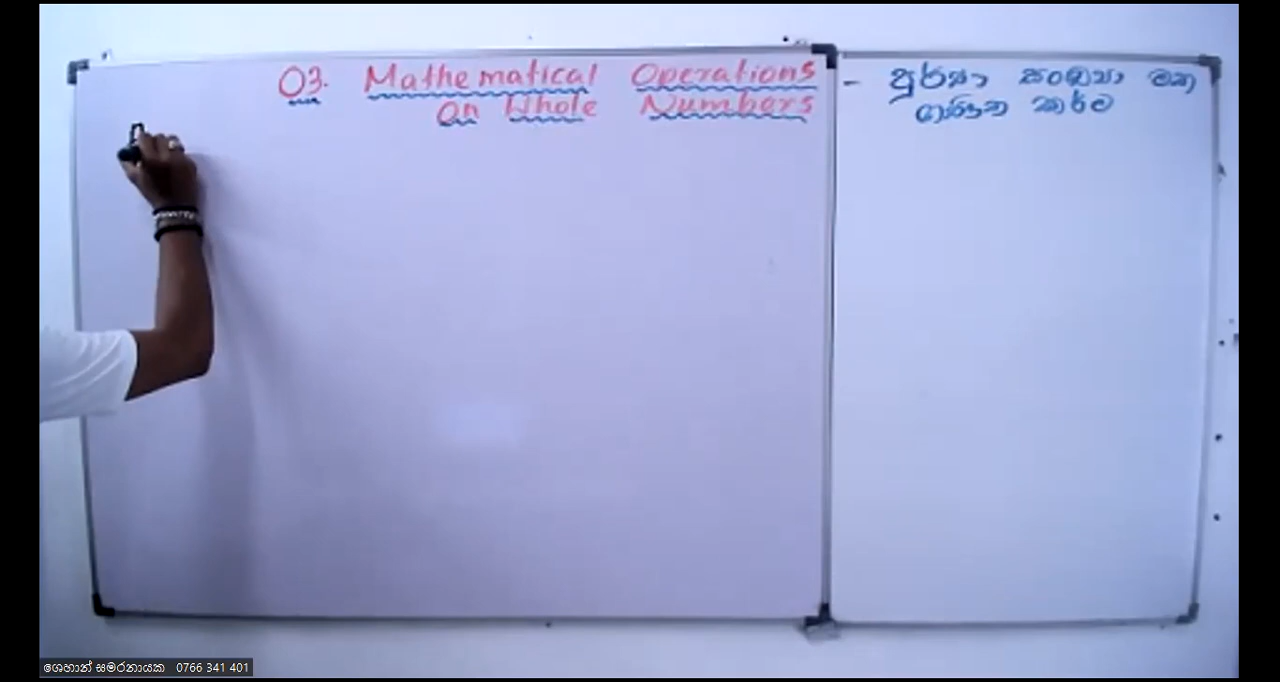 03. Mathematical Operations - පූර්ණ සංඛ්‍යා මත
On Whole Numbers ගණිත කර්ම
ශෙහාන් සමරනායක 0766 341 401